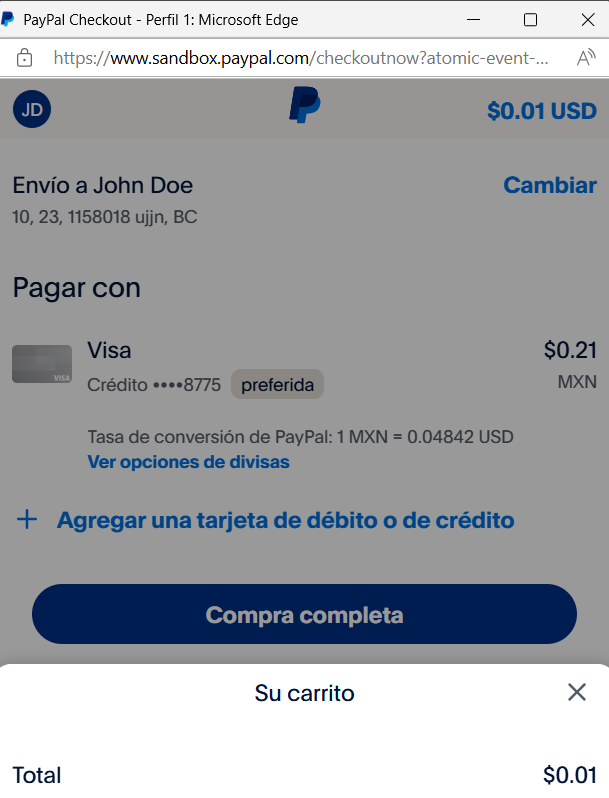 PayPal Checkout - Perfil 1: Microsoft Edge
https://www.sandbox.paypal.com/checkoutnow?atomic-event-...
JD
$0.01 USD
Envío a John Doe
Cambiar
10, 23, 1158018 ujjn, BC
Pagar con
Visa
$0.21
VISA
Crédito ••••8775 preferida
MXN
Tasa de conversión de PayPal: 1 MXN = 0.04842 USD
Ver opciones de divisas
+ Agregar una tarjeta de débito o de crédito
Compra completa
Su carrito
Total
$0.01